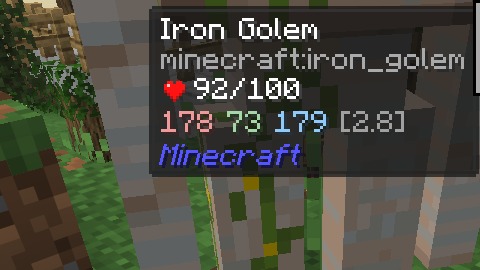 Iron Golem
minecraft:iron_golem
92/100
178 73 179 [2.8]
Minecraft